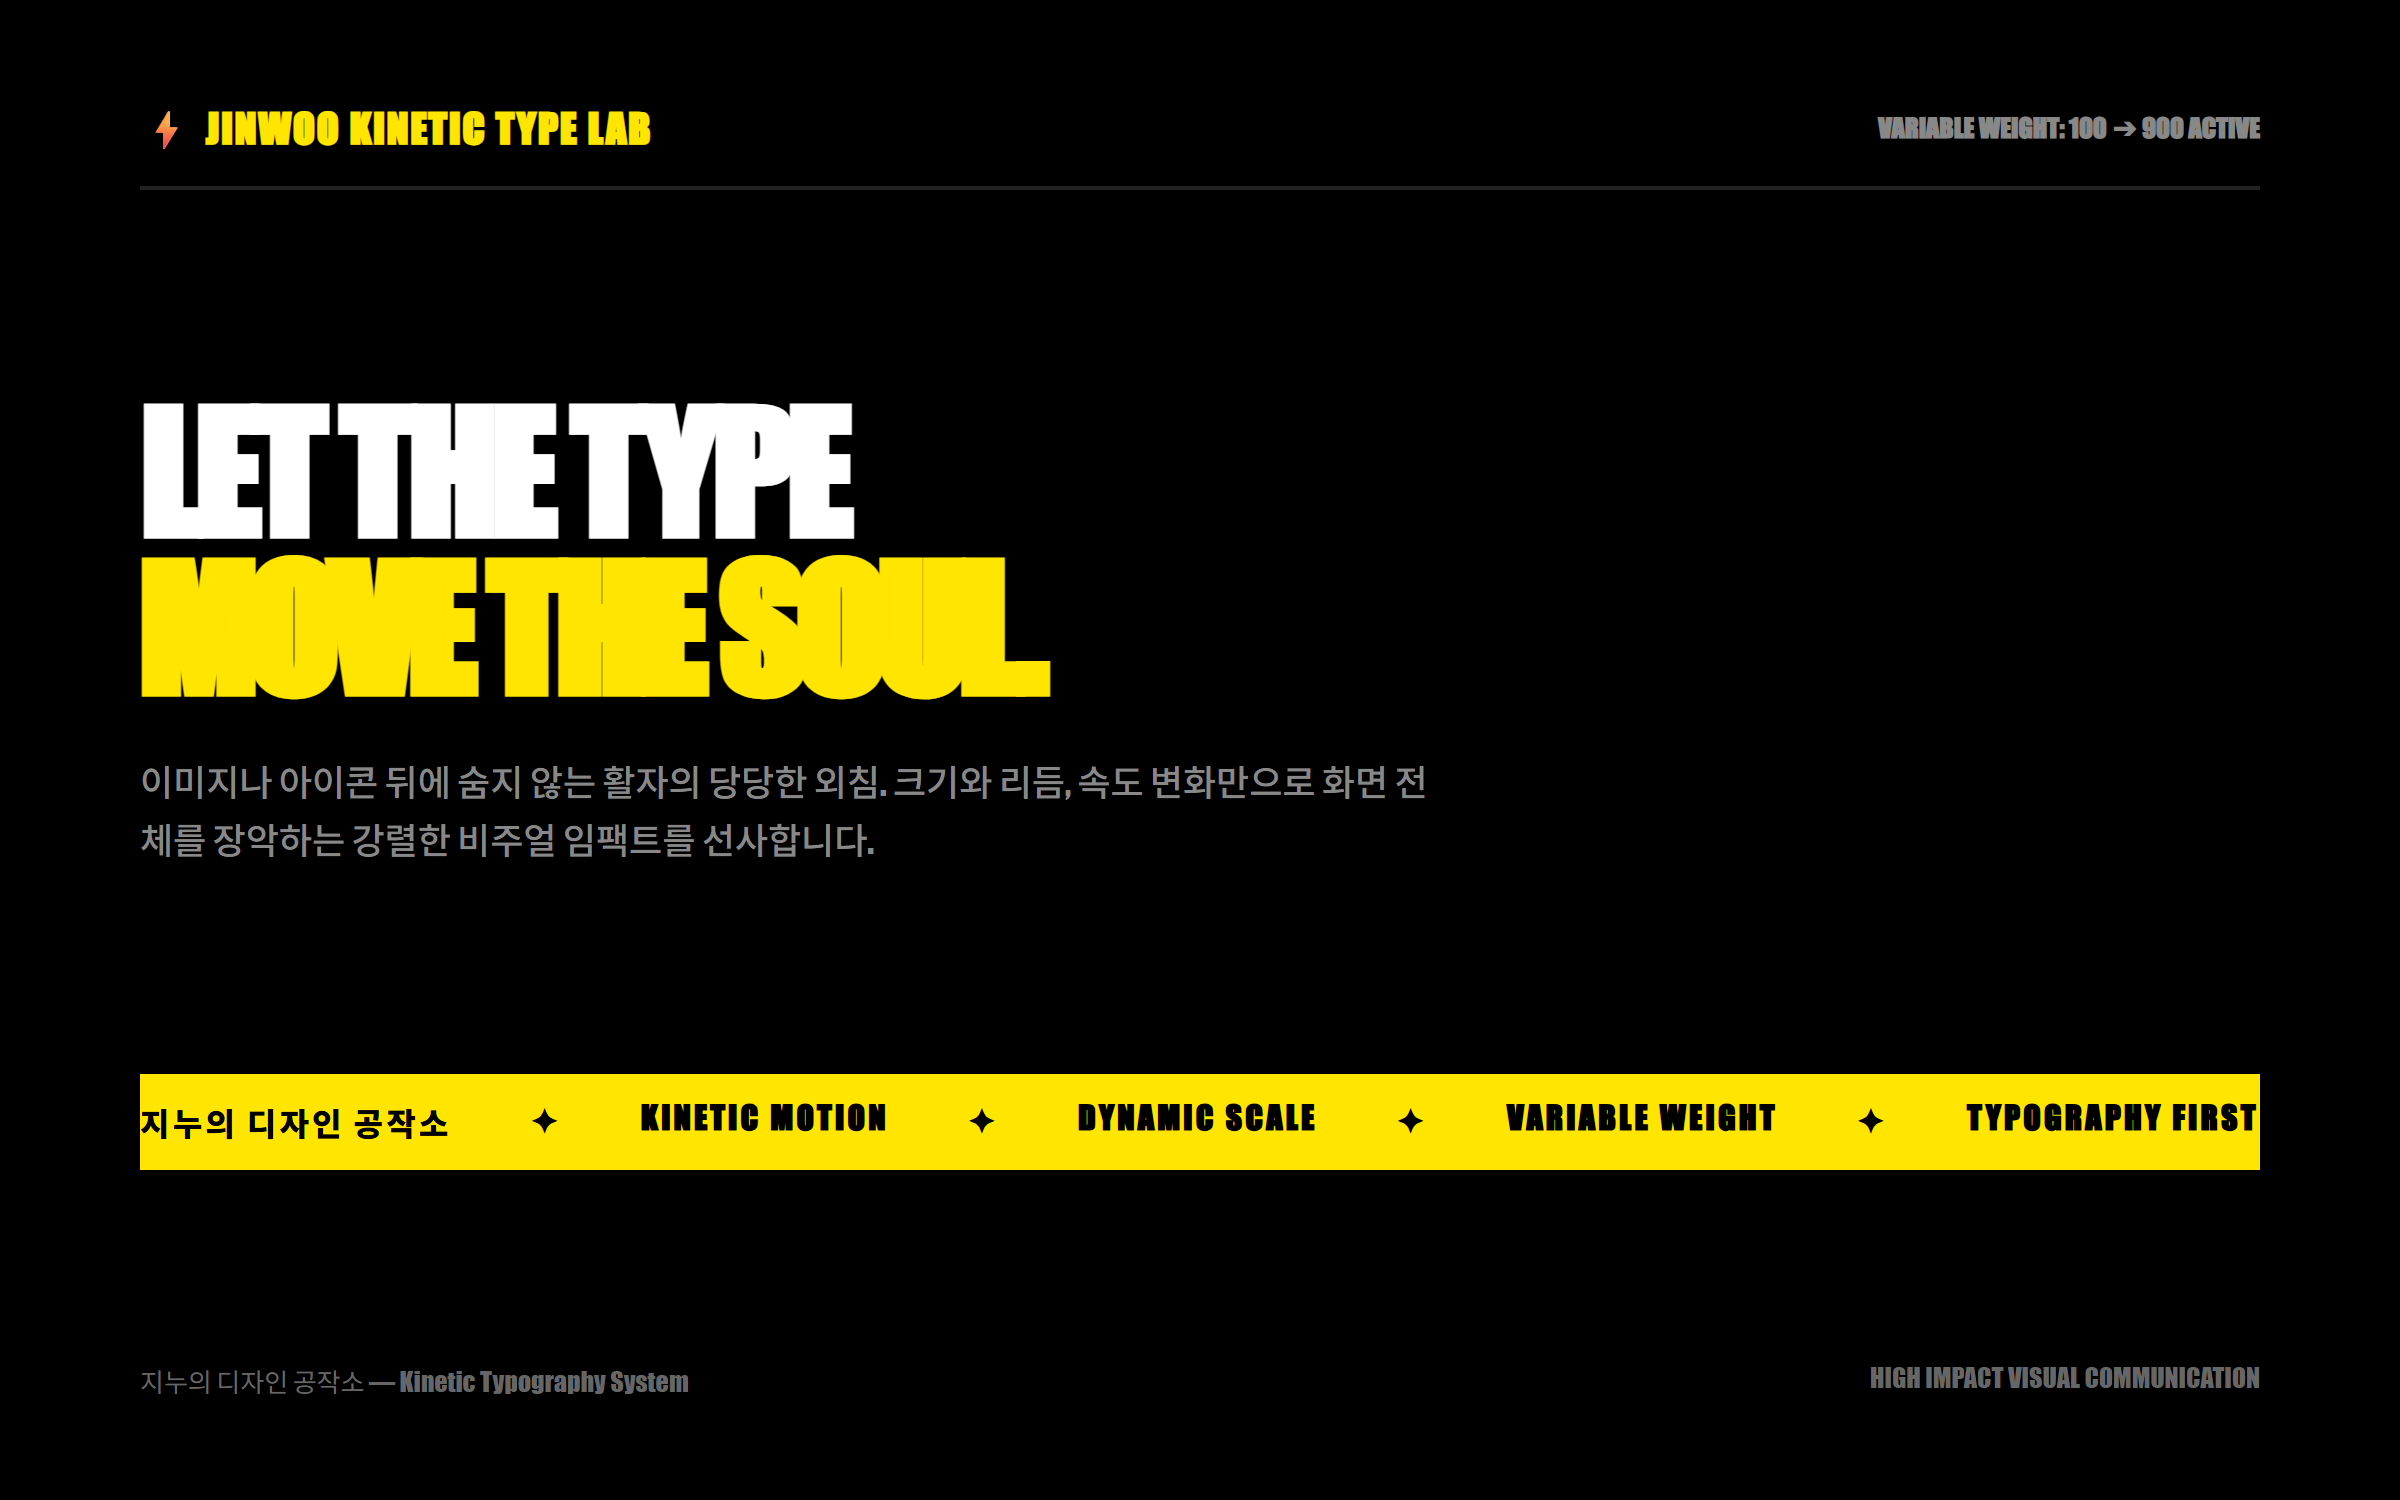 ⚡ JINWOO KINETIC TYPE LAB
VARIABLE WEIGHT: 100 → 900 ACTIVE
LET THE TYPE
MOVE THE SOUL.
이미지나 아이콘 뒤에 숨지 않는 활자의 당당한 외침. 크기와 리듬, 속도 변화만으로 화면 전
체를 장악하는 강렬한 비주얼 임팩트를 선사합니다.
지누의 디자인 공작소 ✦ KINETIC MOTION ✦ DYNAMIC SCALE ✦ VARIABLE WEIGHT ✦ TYPOGRAPHY FIRST
지누의 디자인 공작소 — Kinetic Typography System
HIGH IMPACT VISUAL COMMUNICATION